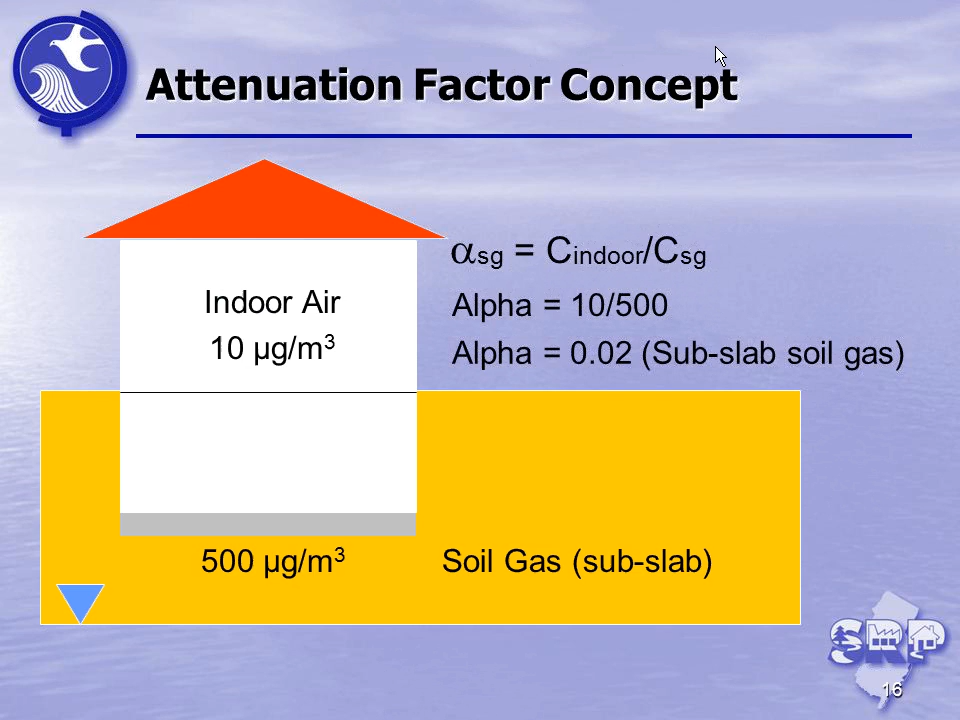 Attenuation Factor Concept
αsg = Cindoor/Csg
Indoor Air
10 µg/m³
Alpha = 10/500
Alpha = 0.02 (Sub-slab soil gas)
500 µg/m³ Soil Gas (sub-slab)
SRP
16